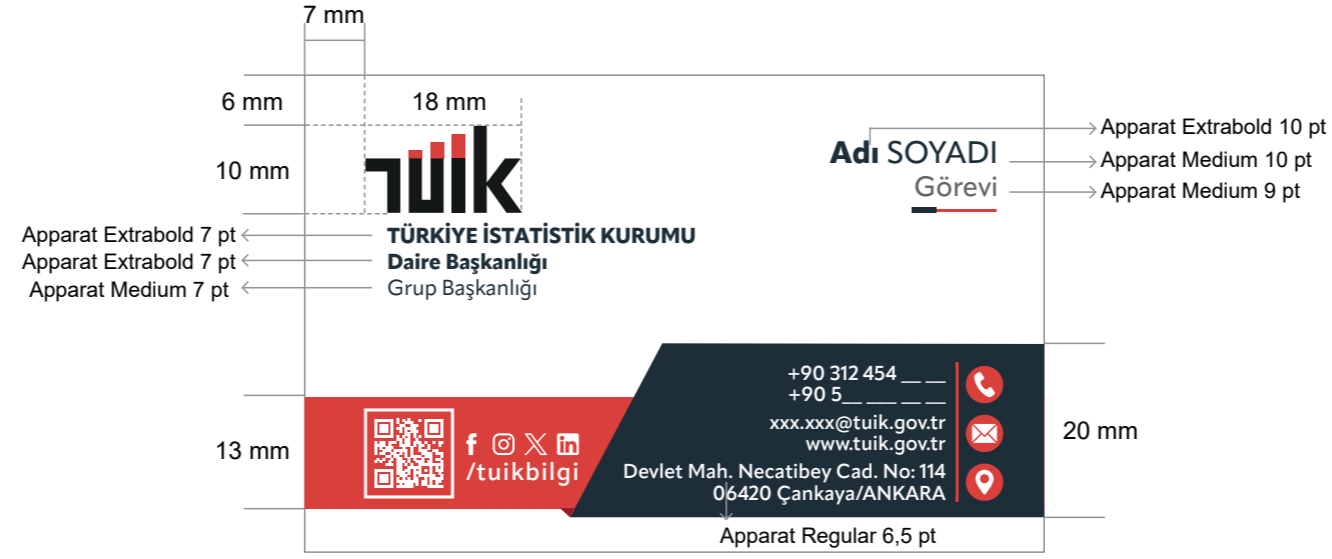 7 mm
6 mm
18 mm
10 mm
tuik
Adı SOYADI
Görevi
Apparat Extrabold 10 pt
Apparat Medium 10 pt
Apparat Medium 9 pt
Apparat Extrabold 7 pt
Apparat Extrabold 7 pt
Apparat Medium 7 pt
TÜRKİYE İSTATİSTİK KURUMU
Daire Başkanlığı
Grup Başkanlığı
13 mm
/tuikbilgi
+90 312 454 __ __
+90 5__ ___ __ __
xxx.xxx@tuik.gov.tr
www.tuik.gov.tr
Devlet Mah. Necatibey Cad. No: 114
06420 Çankaya/ANKARA
20 mm
Apparat Regular 6,5 pt